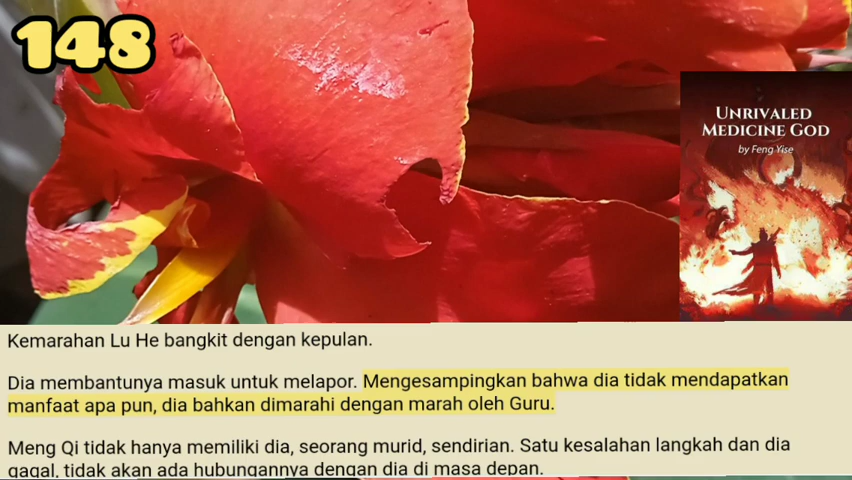 148
UNRIVALED
MEDICINE GOD
by Feng Yise
Kemarahan Lu He bangkit dengan kepulan.
Dia membantunya masuk untuk melapor. Mengesampingkan bahwa dia tidak mendapatkan
manfaat apa pun, dia bahkan dimarahi dengan marah oleh Guru.
Meng Qi tidak hanya memiliki dia, seorang murid, sendirian. Satu kesalahan langkah dan dia
gagal, tidak akan ada hubungannya dengan dia di masa depan.